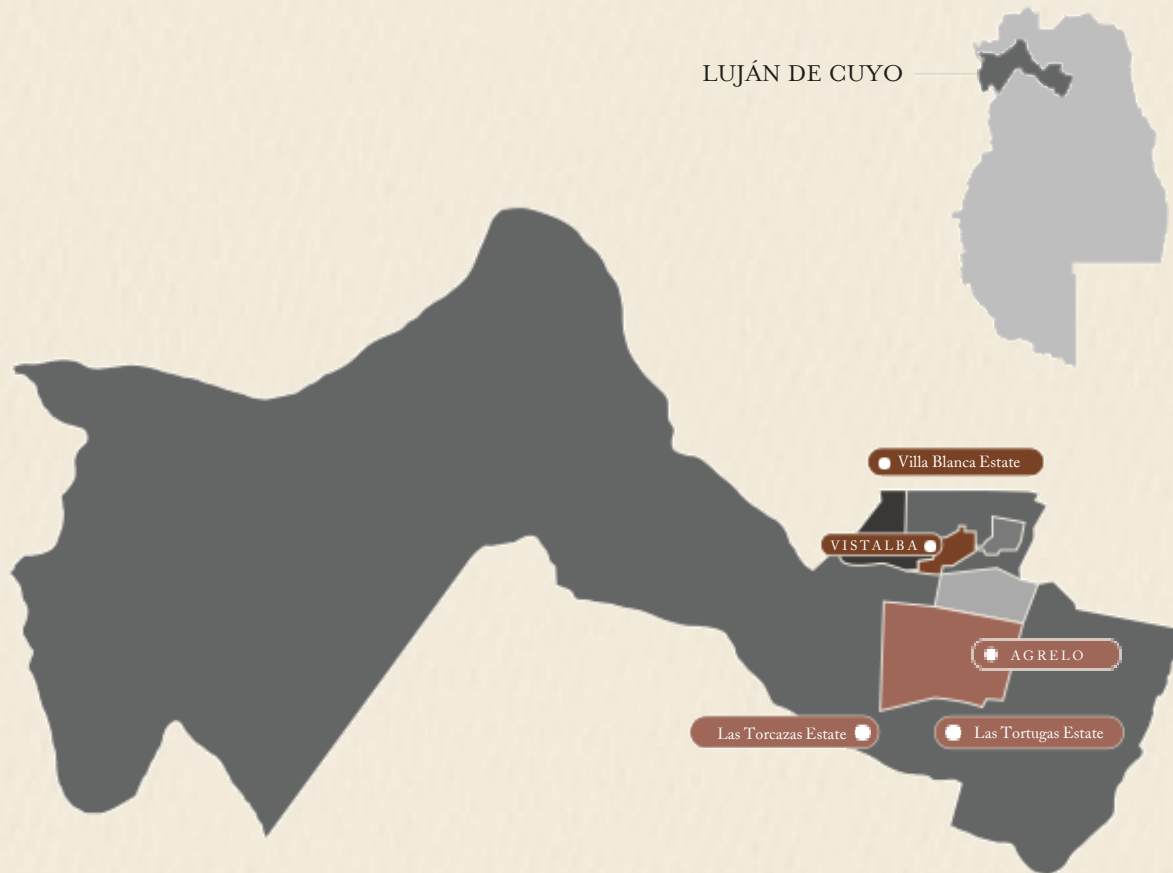 LUJÁN DE CUYO
Villa Blanca Estate
VISTALBA
AGRELO
Las Torcazas Estate
Las Tortugas Estate